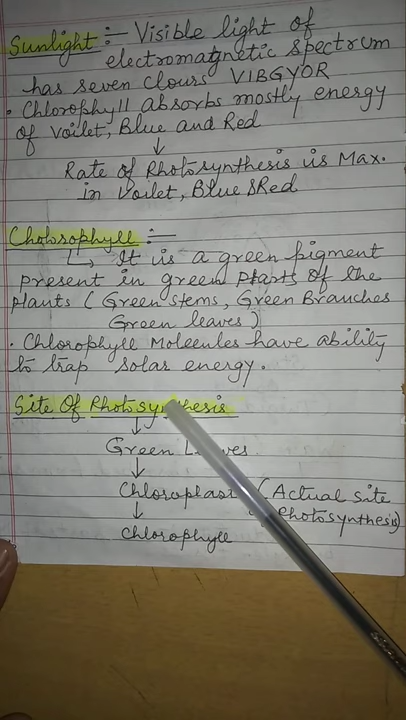 Sunlight :- Visible light of
electromagnetic spectrum
has seven clours VIBGYOR
• Chlorophyll absorbs mostly energy
of Voilet, Blue and Red
↓
Rate of Photosynthesis is Max.
in Voilet, Blue & Red
Cholorophyll :-
↳ It is a green pigment
present in green parts of the
plants (Green stems, Green Branches
Green leaves)
• Chlorophyll Molecules have ability
to trap solar energy.
Site Of Photosynthesis
↓
Green
↓
(Actual site
Photosynthesis)
↓
chlorophyll